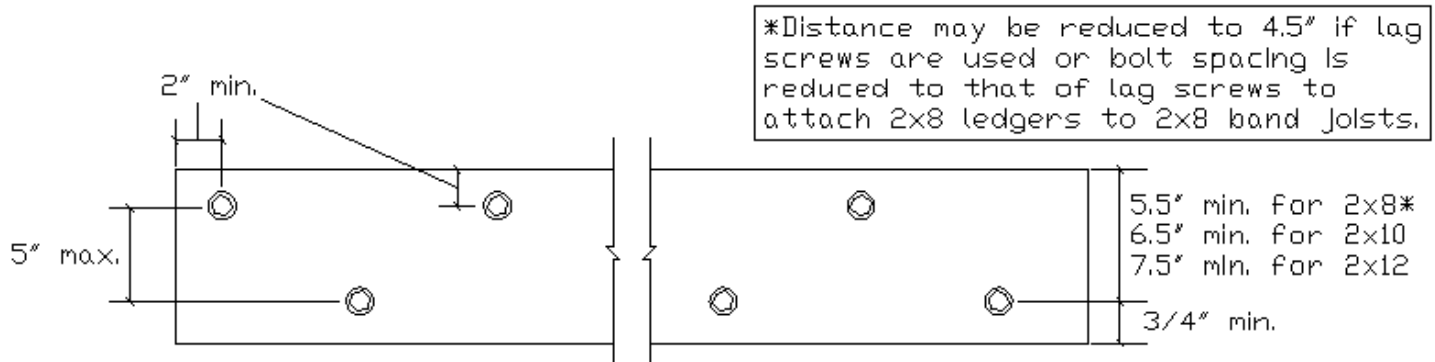 *Distance may be reduced to 4.5" if lag
screws are used or bolt spacing is
reduced to that of lag screws to
attach 2x8 ledgers to 2x8 band joists.
2" min.
5" max.
5.5" min. for 2x8*
6.5" min. for 2x10
7.5" min. for 2x12
3/4" min.